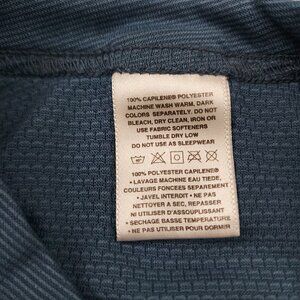 100% CAPILENE® POLYESTER
MACHINE WASH WARM, DARK
COLORS SEPARATELY. DO NOT
BLEACH, DRY CLEAN, IRON OR
USE FABRIC SOFTENERS
TUMBLE DRY LOW
DO NOT USE AS SLEEPWEAR
100% POLYESTER CAPILENE®
• LAVAGE MACHINE EAU TIEDE,
COULEURS FONCEES SEPAREMENT
• JAVEL INTERDIT • NE PAS
NETTOYER A SEC, REPASSER
NI UTILISER D'ASSOUPLISSANT
• SECHAGE BASSE TEMPERATURE
• NE PAS UTILISER POUR DORMIR